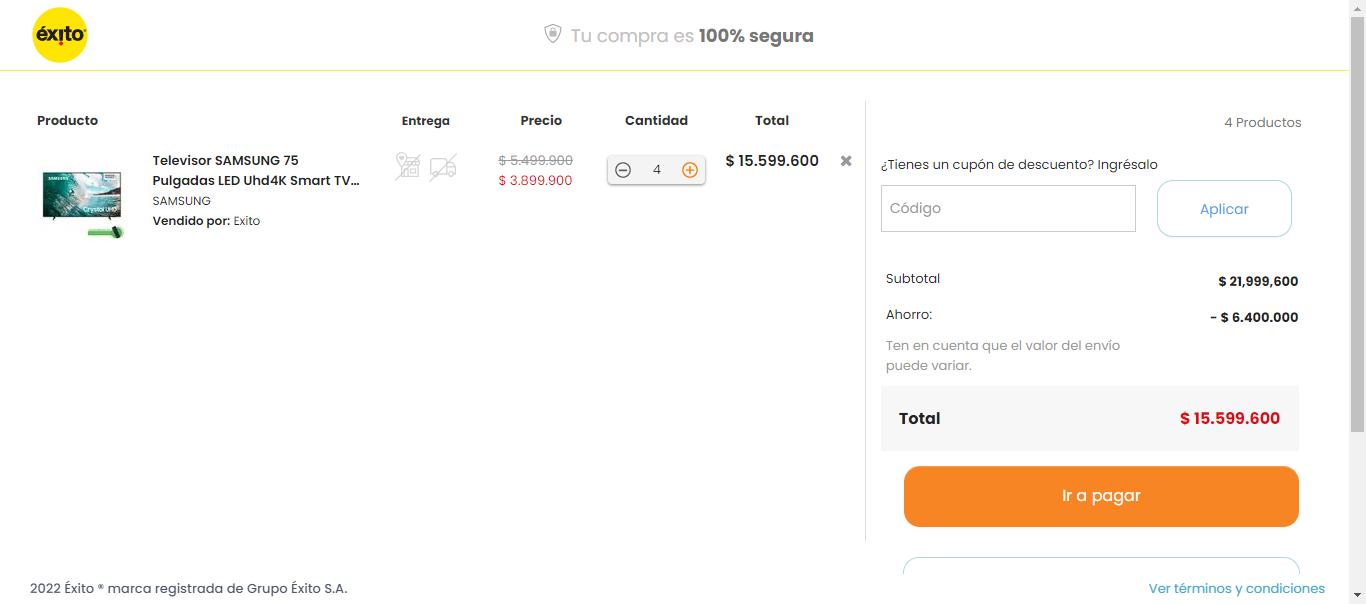 éxito
Tu compra es 100% segura
Producto
Entrega
Precio
Cantidad
Total
Televisor SAMSUNG 75
Pulgadas LED Uhd4K Smart TV...
SAMSUNG
Vendido por: Exito
SAMSUNG
Crystal UHD
$ 5.499.900
$ 3.899.900
4
$ 15.599.600
4 Productos
¿Tienes un cupón de descuento? Ingrésalo
Código
Aplicar
Subtotal
$ 21,999,600
Ahorro:
- $ 6.400.000
Ten en cuenta que el valor del envío
puede variar.
Total
$ 15.599.600
Ir a pagar
2022 Éxito ® marca registrada de Grupo Éxito S.A.
Ver términos y condiciones